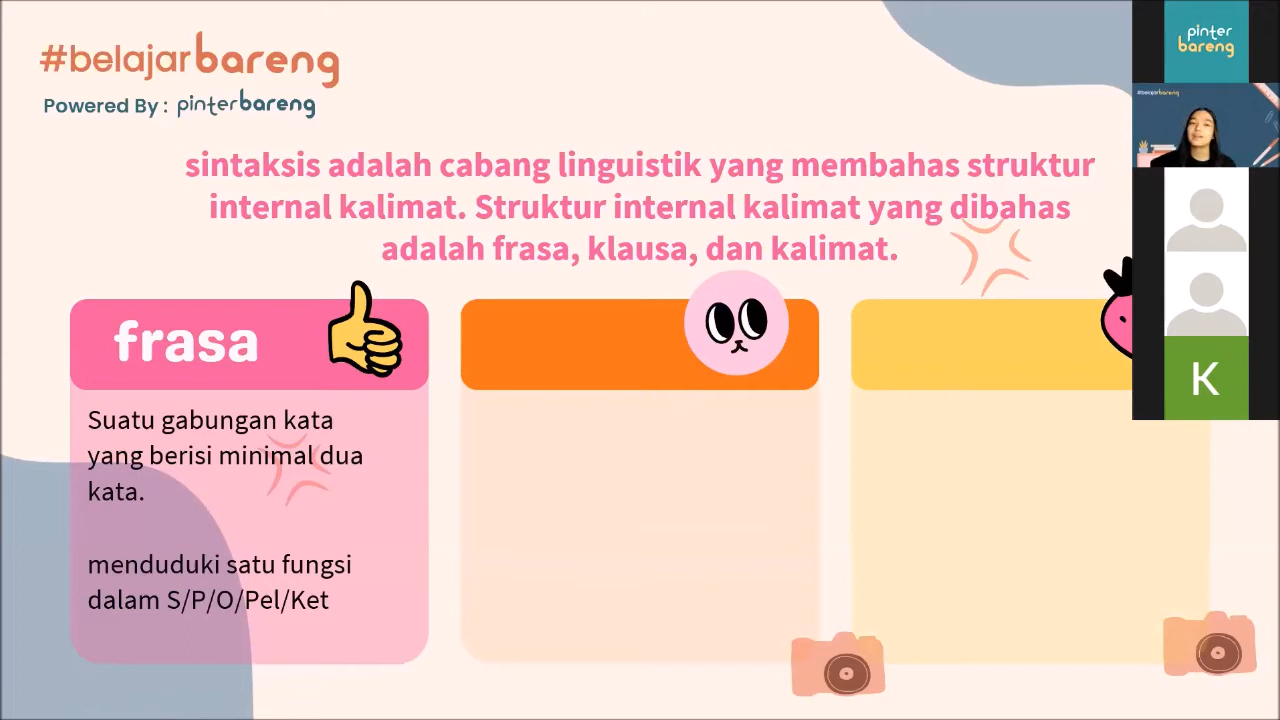 #belajarbareng
Powered By : pinterbareng
sintaksis adalah cabang linguistik yang membahas struktur
internal kalimat. Struktur internal kalimat yang dibahas
adalah frasa, klausa, dan kalimat.
frasa
Suatu gabungan kata
yang berisi minimal dua
kata.
menduduki satu fungsi
dalam S/P/O/Pel/Ket
pinter
bareng
#belajarbareng
K